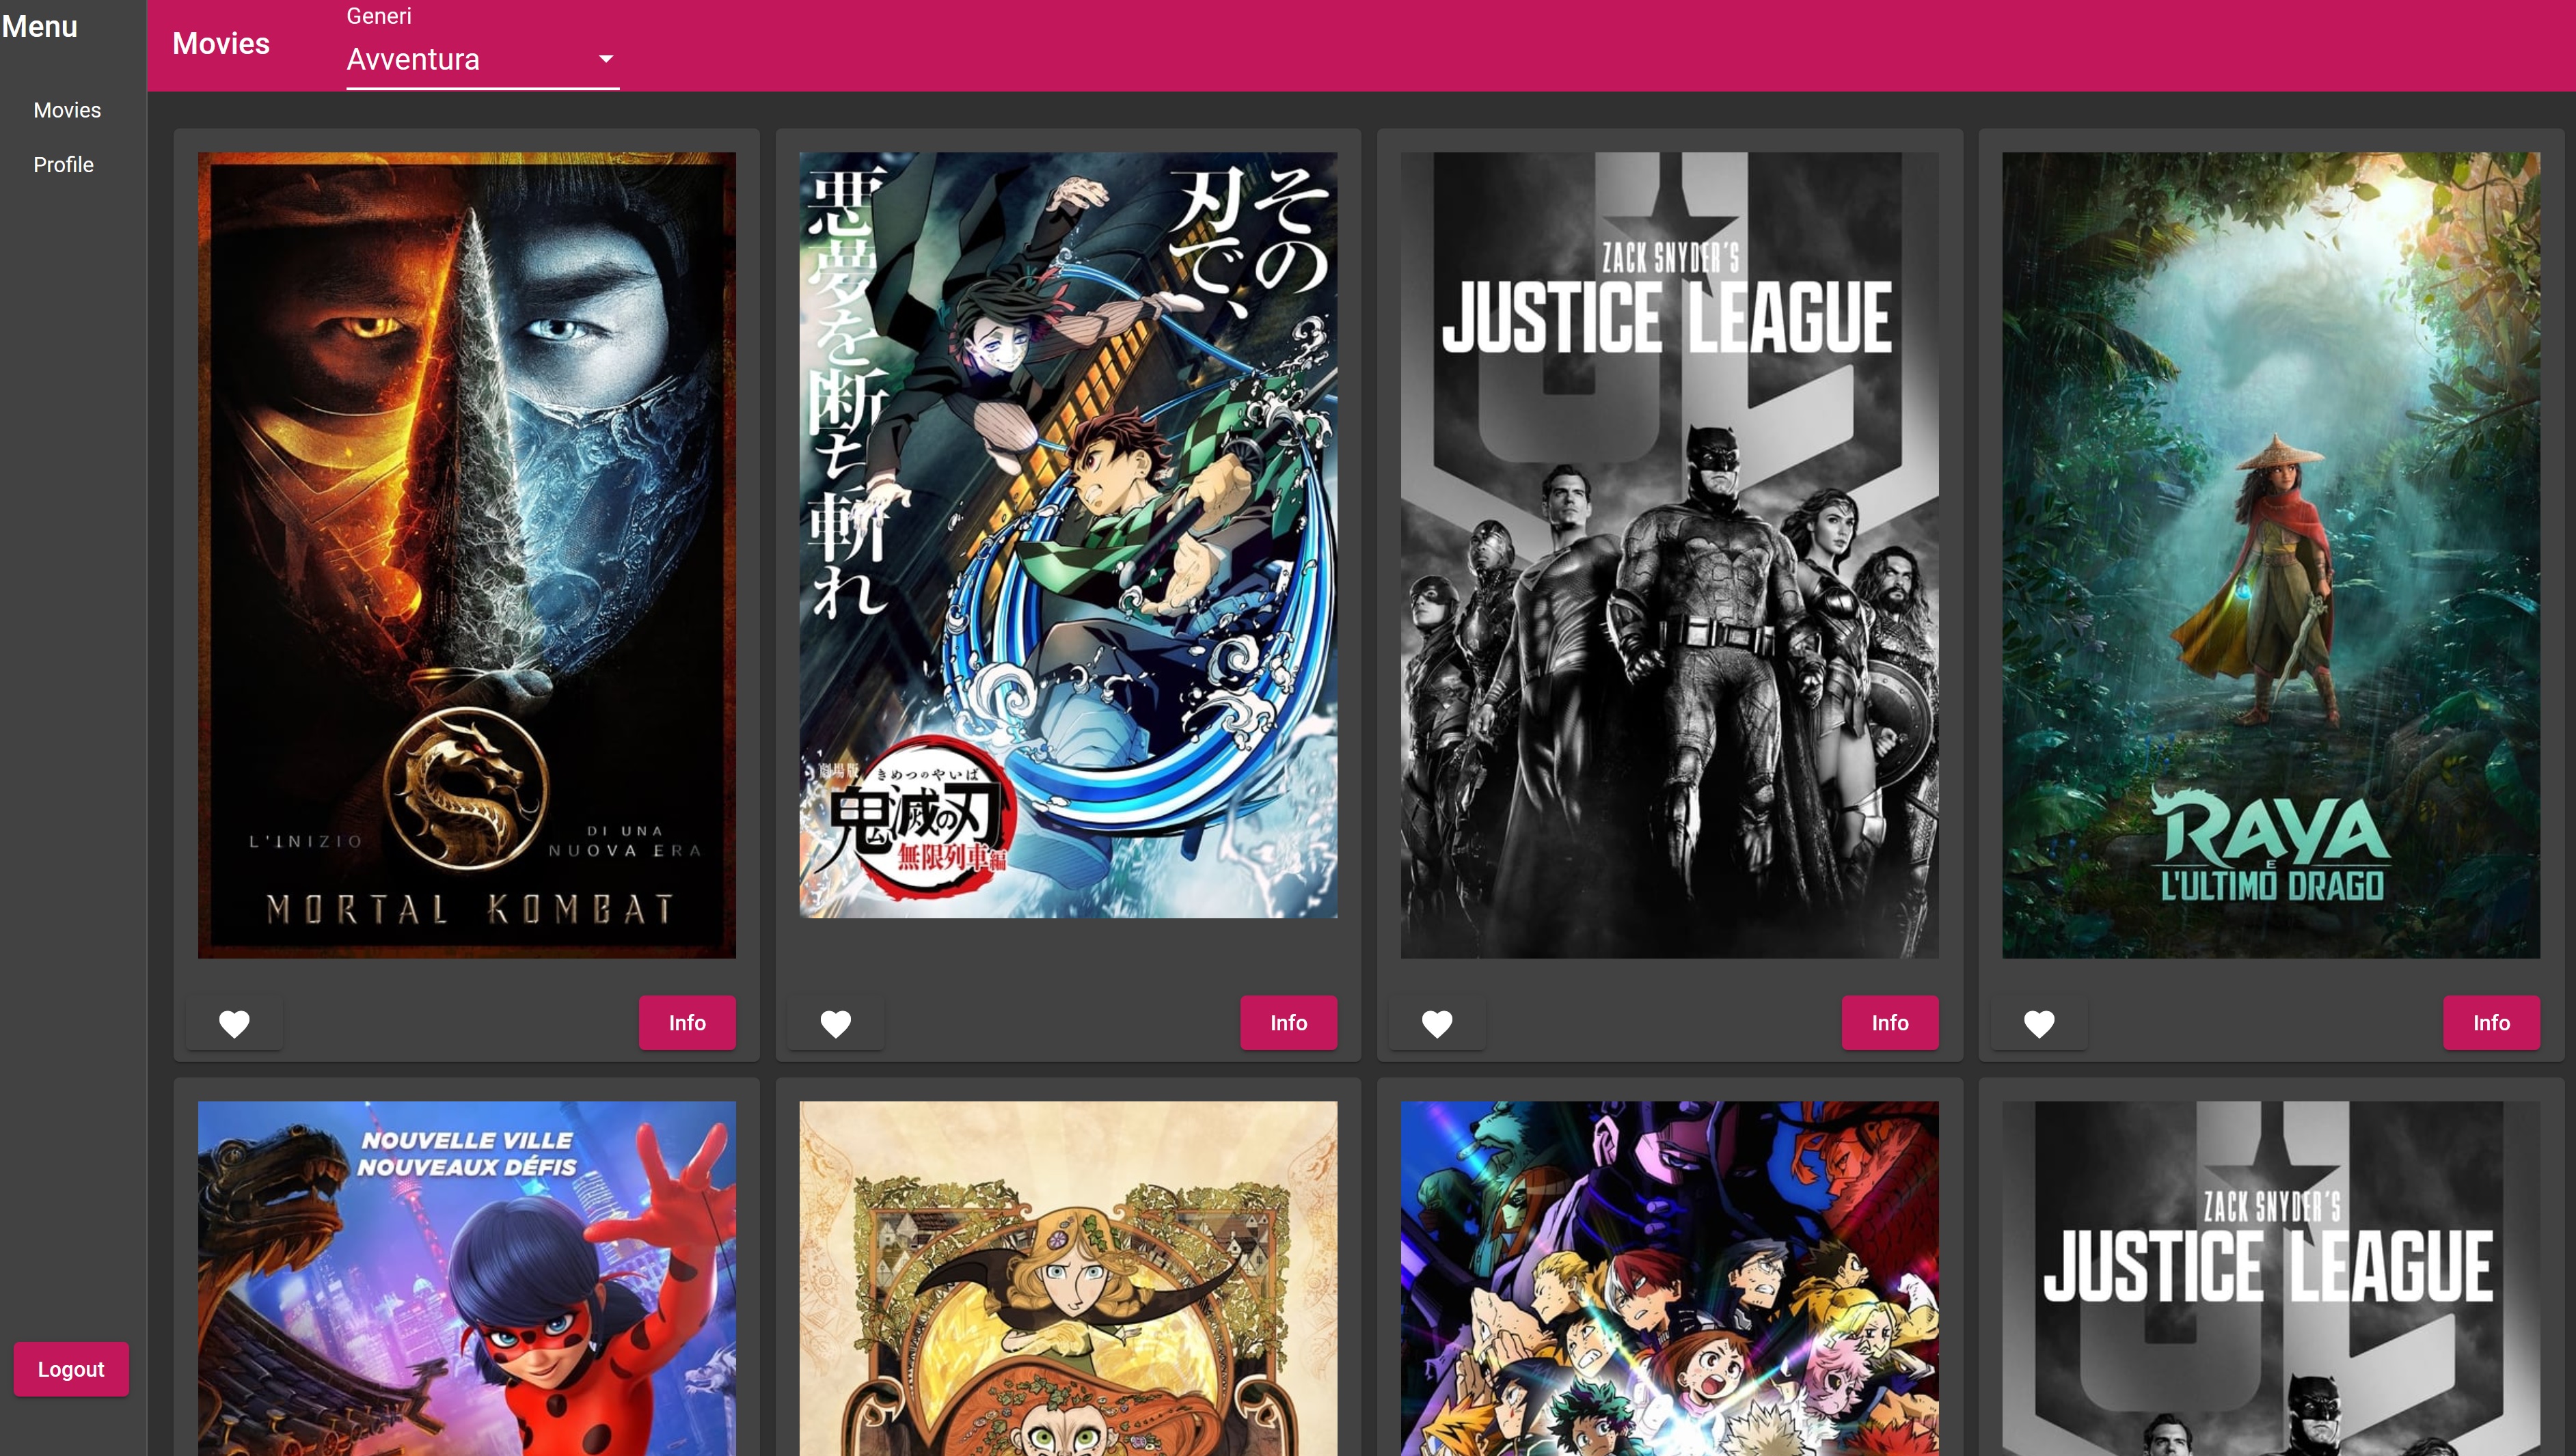 Menu
Movies
Profile
Logout
Movies
Generi
Avventura
L'INIZIO
DI UNA
NUOVA ERA
MORTAL KOMBAT
Info
その
刃で、
悪夢を断ち斬れ
劇場版
きめつのやいば
鬼滅の刃
無限列車編
Info
ZACK SNYDER'S
JUSTICE LEAGUE
Info
RAYA
E
L'ULTIMO DRAGO
Info
NOUVELLE VILLE
NOUVEAUX DÉFIS
ZACK SNYDER'S
JUSTICE LEAGUE